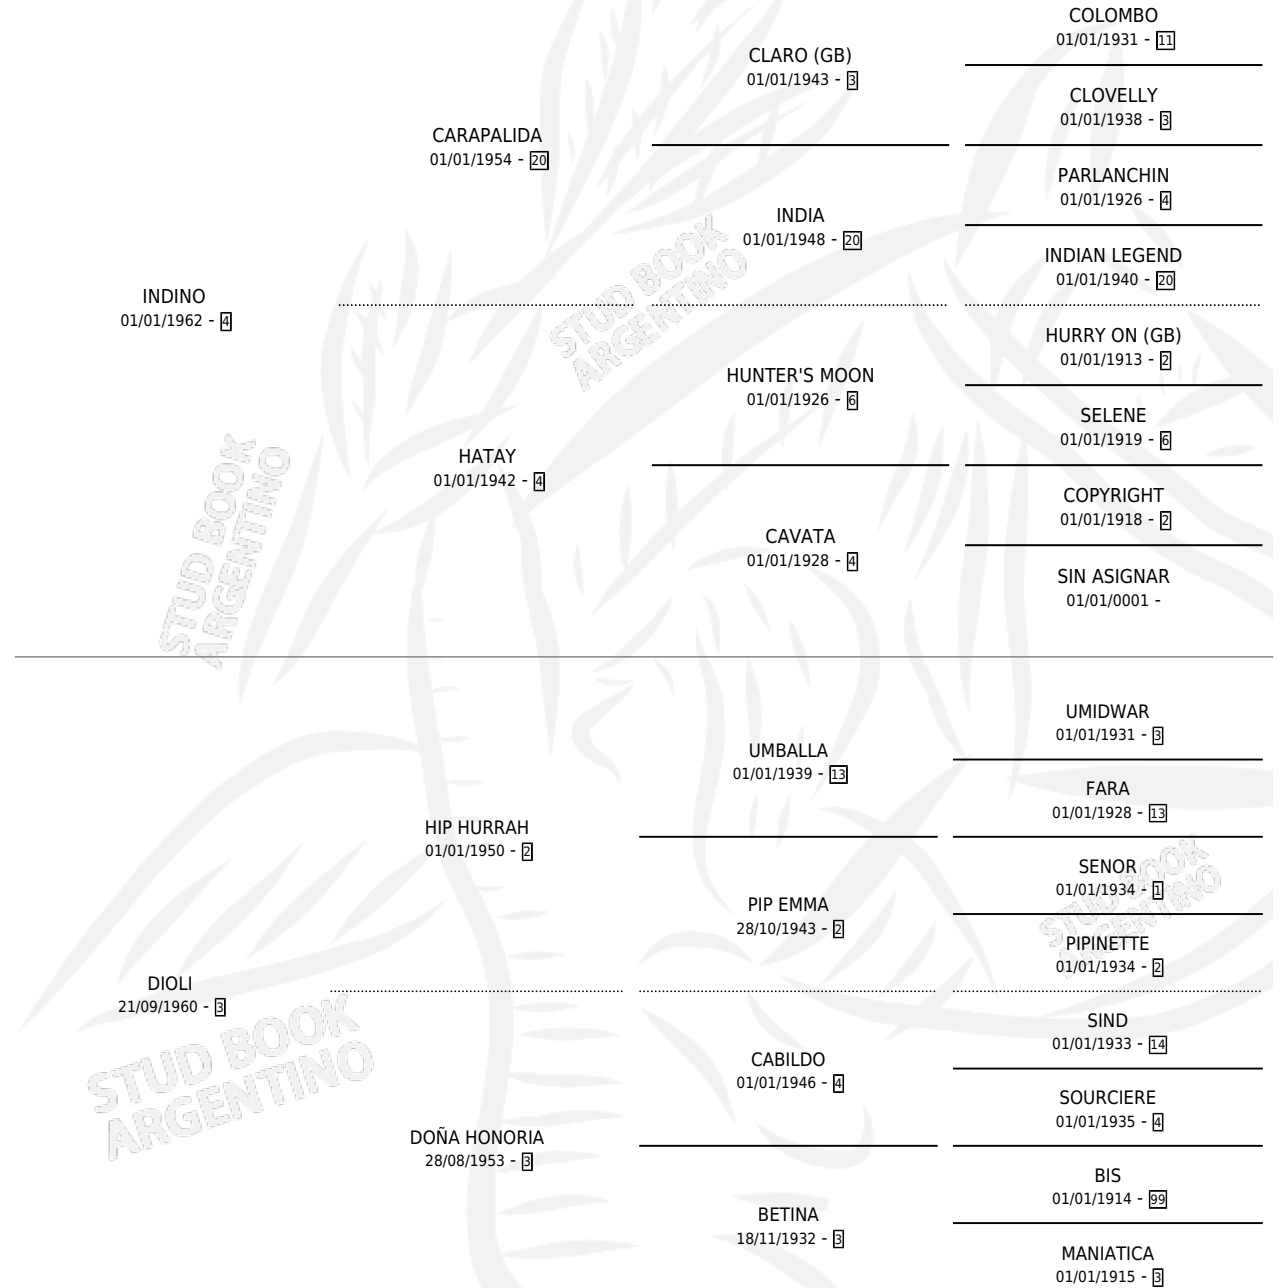 COLOMBO
01/01/1931 - 11
CLARO (GB)
01/01/1943 - 3
CLOVELLY
01/01/1938 - 3
CARAPALIDA
01/01/1954 - 20
PARLANCHIN
01/01/1926 - 4
INDIA
01/01/1948 - 20
INDIAN LEGEND
01/01/1940 - 20
INDINO
01/01/1962 - 4
HURRY ON (GB)
01/01/1913 - 2
HUNTER'S MOON
01/01/1926 - 6
SELENE
01/01/1919 - 6
HATAY
01/01/1942 - 4
COPYRIGHT
01/01/1918 - 2
CAVATA
01/01/1928 - 4
SIN ASIGNAR
01/01/0001 -
STUD BOOK
ARGENTINO
STUD BOOK
ARGENTINO
UMIDWAR
01/01/1931 - 3
UMBALLA
01/01/1939 - 13
FARA
01/01/1928 - 13
HIP HURRAH
01/01/1950 - 2
SENOR
01/01/1934 - 1
PIP EMMA
28/10/1943 - 2
PIPINETTE
01/01/1934 - 2
DIOLI
21/09/1960 - 3
SIND
01/01/1933 - 14
CABILDO
01/01/1946 - 4
SOURCIERE
01/01/1935 - 4
DOÑA HONORIA
28/08/1953 - 3
BIS
01/01/1914 - 99
BETINA
18/11/1932 - 3
MANIATICA
01/01/1915 - 3
STUD BOOK
ARGENTINO
STUD BOOK
ARGENTINO